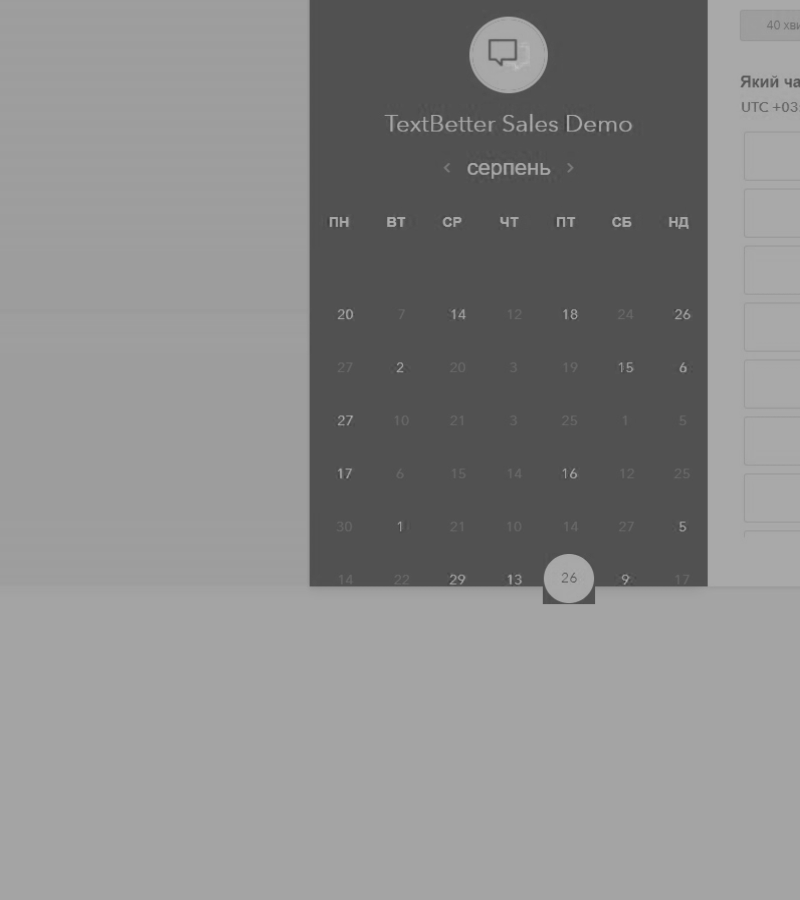 40 хви
TextBetter Sales Demo
Який ча
UTC +03
< серпень >
ПН ВТ СР ЧТ ПТ СБ НД
20 7 14 12 18 24 26
27 2 20 3 19 15 6
27 10 21 3 25 1 5
17 6 15 14 16 12 25
30 1 21 10 14 27 5
14 22 29 13 26 9 17